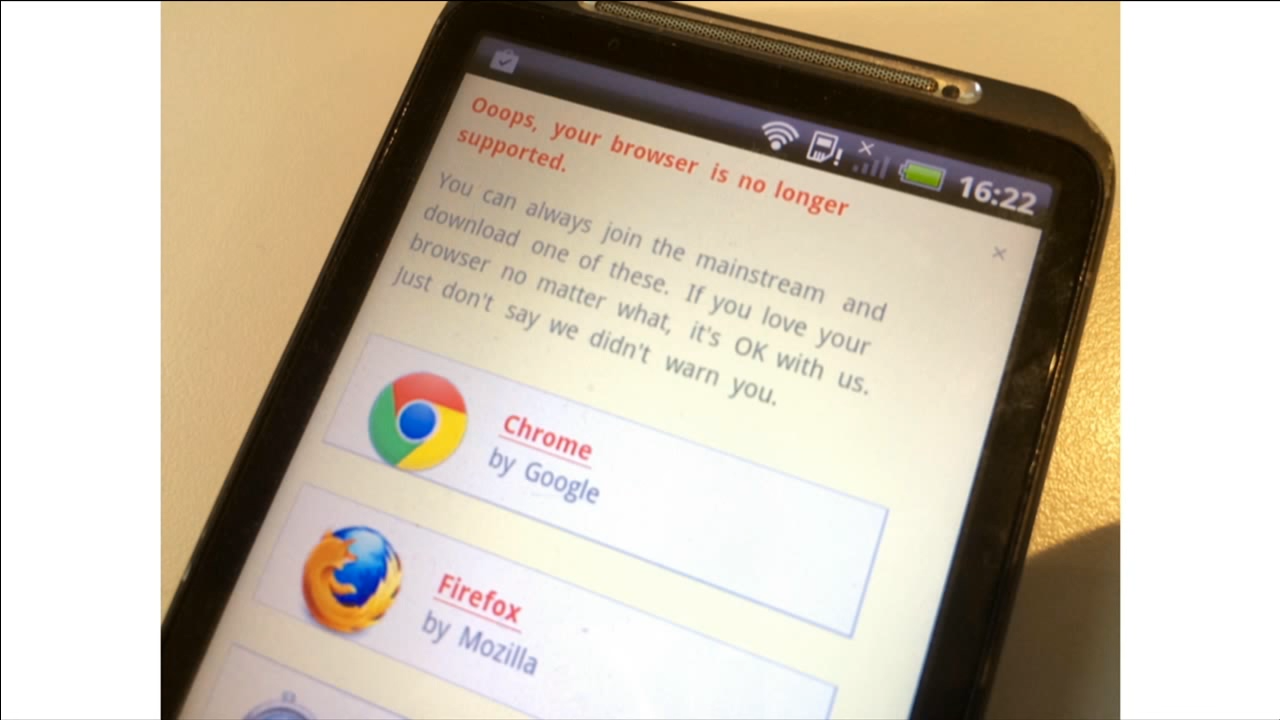 16:22
Ooops, your browser is no longer
supported.
You can always join the mainstream and
download one of these. If you love your
browser no matter what, it's OK with us.
Just don't say we didn't warn you.
Chrome
by Google
Firefox
by Mozilla